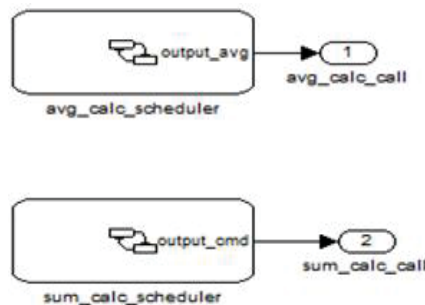 output_avg
1
avg_calc_call
avg_calc_scheduler
output_cmd
2
sum_calc_call
sum_calc_scheduler